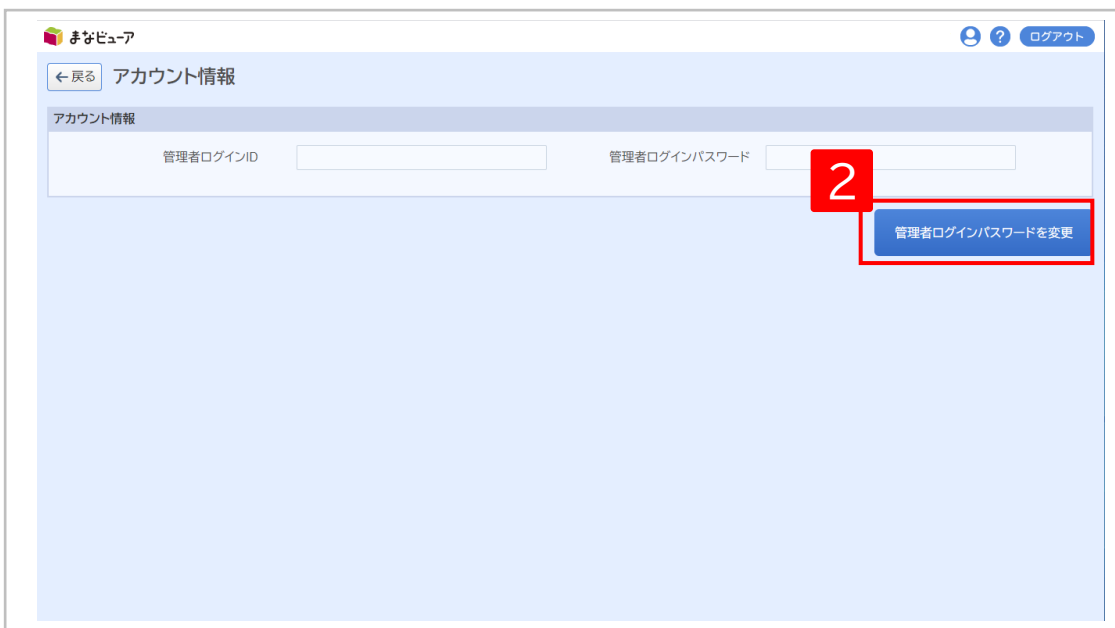 まなビューア
? ログアウト
←戻る アカウント情報
アカウント情報
管理者ログインID 管理者ログインパスワード
2
管理者ログインパスワードを変更